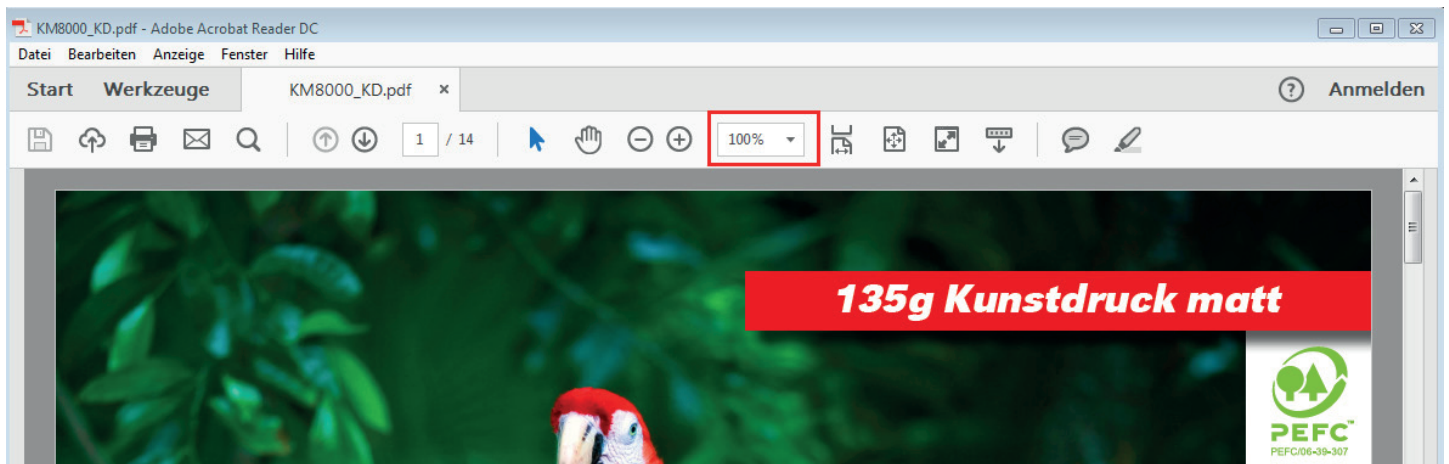 KM8000_KD.pdf - Adobe Acrobat Reader DC
Datei Bearbeiten Anzeige Fenster Hilfe
Start Werkzeuge KM8000_KD.pdf × ? Anmelden
1 / 14 100%
135g Kunstdruck matt
PEFC™
PEFC/06-39-307